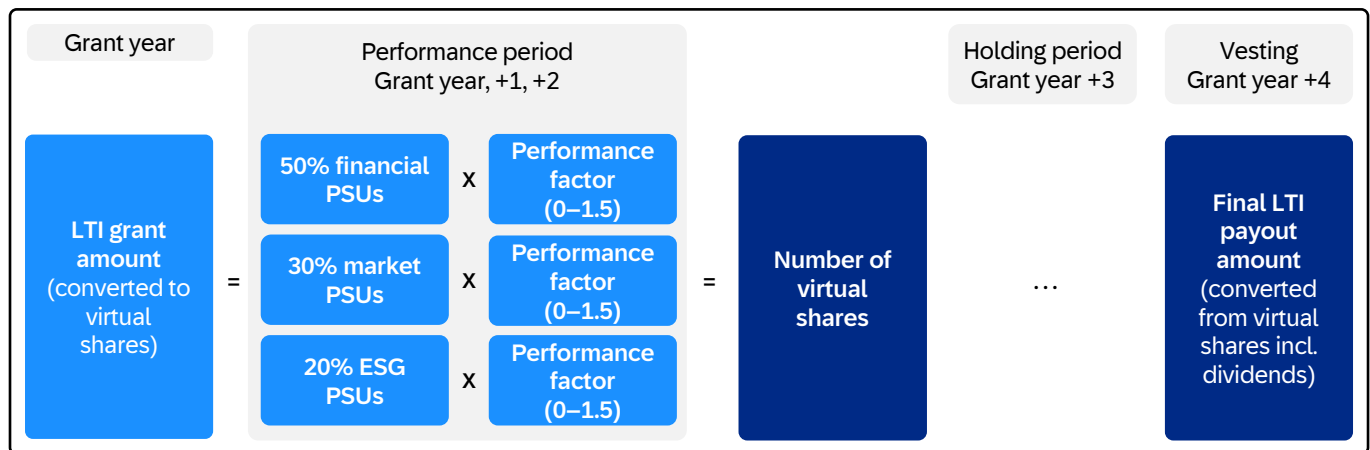 Grant year
Performance period
Grant year, +1, +2
Holding period
Grant year +3
Vesting
Grant year +4
LTI grant
amount
(converted to
virtual
shares)
=
50% financial
PSUs
x
Performance
factor
(0–1.5)
30% market
PSUs
x
Performance
factor
(0–1.5)
20% ESG
PSUs
x
Performance
factor
(0–1.5)
=
Number of
virtual
shares
…
Final LTI
payout
amount
(converted
from virtual
shares incl.
dividends)